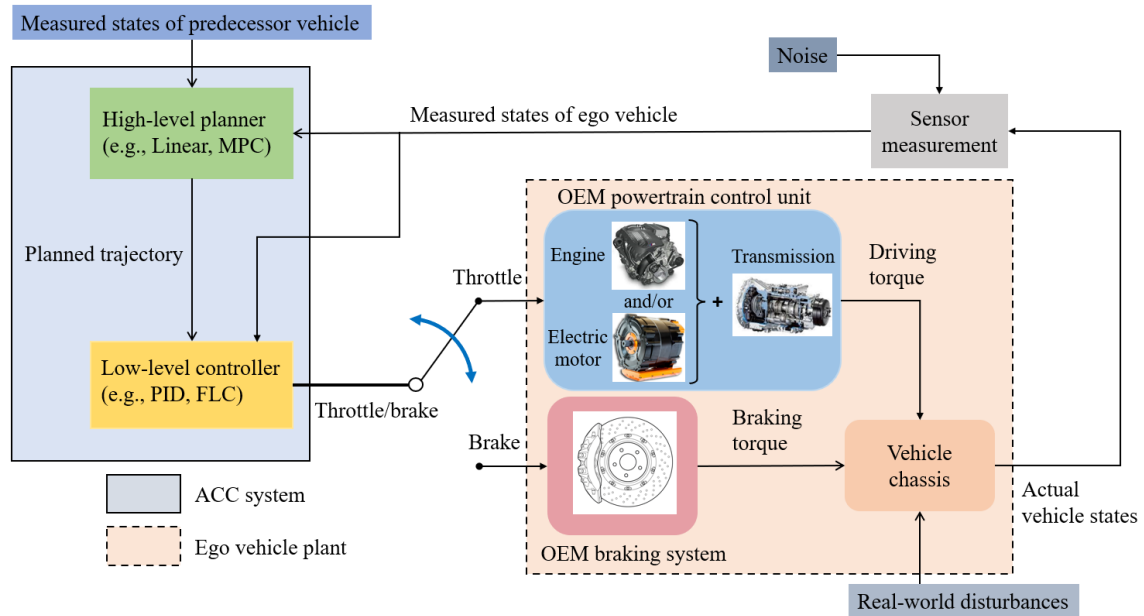 Measured states of predecessor vehicle
Noise
High-level planner
(e.g., Linear, MPC)
Measured states of ego vehicle
Sensor
measurement
OEM powertrain control unit
Engine
and/or
Electric
motor
+
Transmission
Driving
torque
Planned trajectory
Throttle
Low-level controller
(e.g., PID, FLC)
Throttle/brake
Brake
Braking
torque
Vehicle
chassis
Actual
vehicle states
OEM braking system
ACC system
Ego vehicle plant
Real-world disturbances